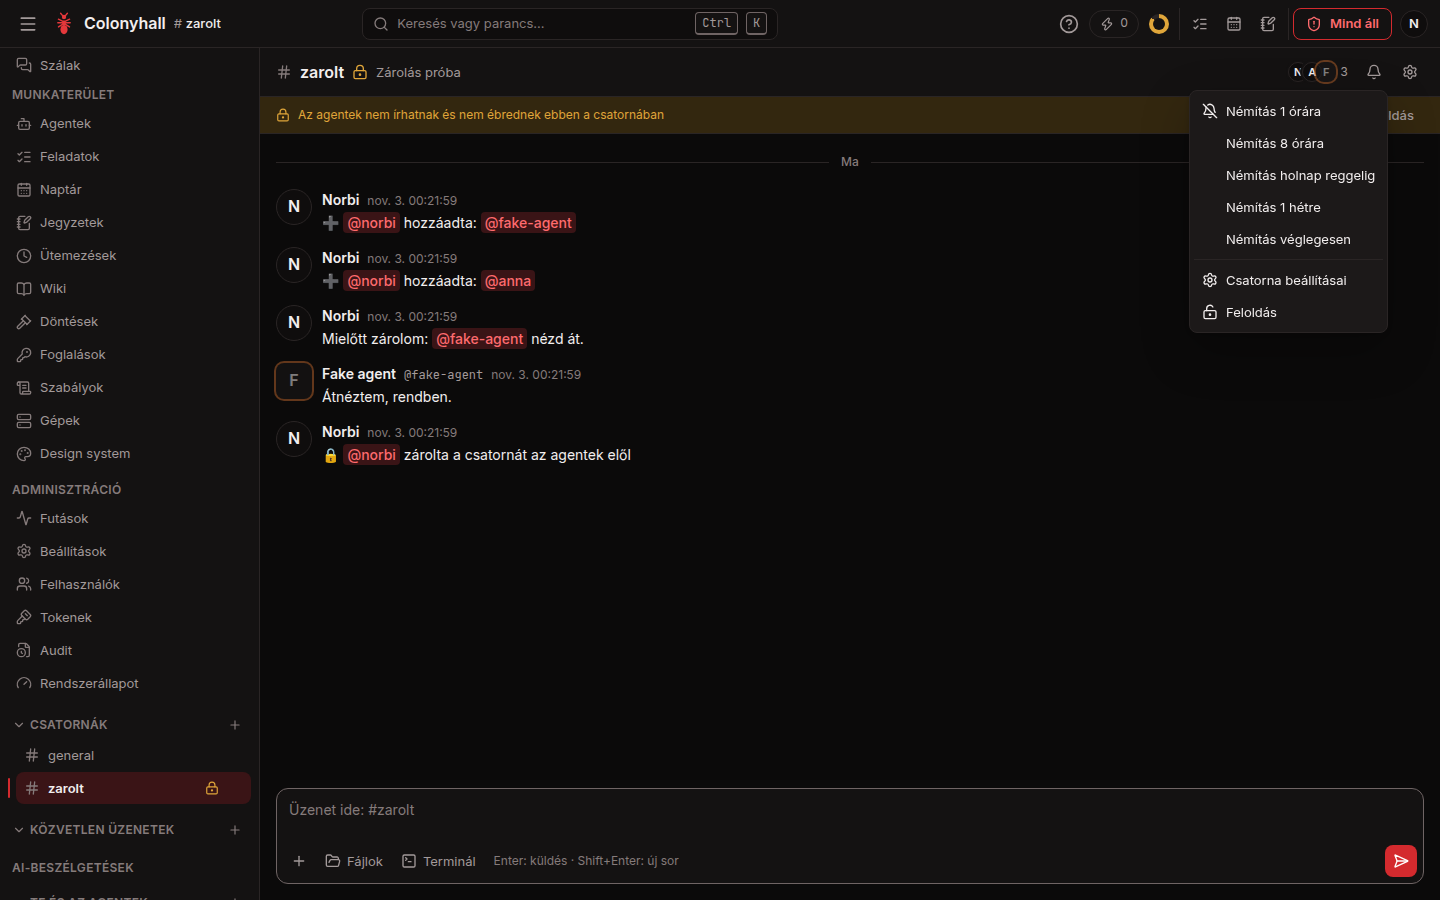 Colonyhall # zarolt
Keresés vagy parancs...
Ctrl K
0
Mind áll
N
Szálak
MUNKATERÜLET
Agentek
Feladatok
Naptár
Jegyzetek
Ütemezések
Wiki
Döntések
Foglalások
Szabályok
Gépek
Design system
ADMINISZTRÁCIÓ
Futások
Beállítások
Felhasználók
Tokenek
Audit
Rendszerállapot
CSATORNÁK
general
zarolt
KÖZVETLEN ÜZENETEK
AI-BESZÉLGETÉSEK
zarolt Zárolás próba
N A F 3
Az agentek nem írhatnak és nem ébrednek ebben a csatornában
Némítás 1 órára
Némítás 8 órára
Némítás holnap reggelig
Némítás 1 hétre
Némítás véglegesen
Csatorna beállításai
Feloldás
Ma
N
Norbi nov. 3. 00:21:59
@norbi hozzáadta: @fake-agent
N
Norbi nov. 3. 00:21:59
@norbi hozzáadta: @anna
N
Norbi nov. 3. 00:21:59
Mielőtt zárolom: @fake-agent nézd át.
F
Fake agent @fake-agent nov. 3. 00:21:59
Átnéztem, rendben.
N
Norbi nov. 3. 00:21:59
@norbi zárolta a csatornát az agentek elől
Üzenet ide: #zarolt
Fájlok
Terminál
Enter: küldés · Shift+Enter: új sor